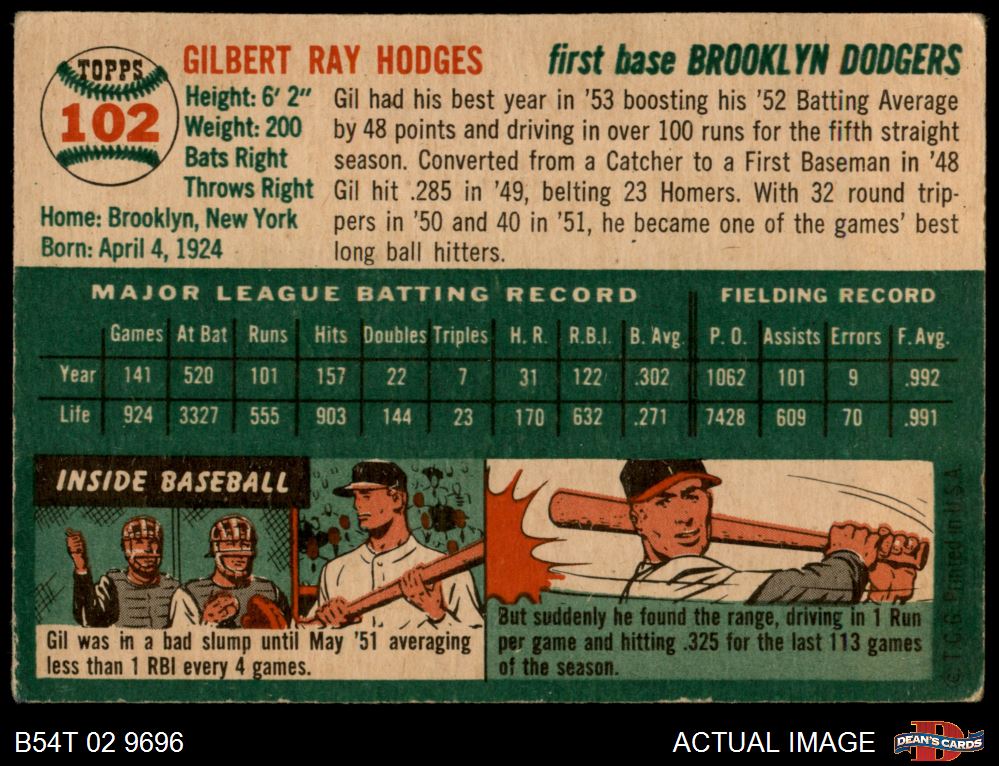 TOPPS
102
GILBERT RAY HODGES
first base BROOKLYN DODGERS
Height: 6' 2"
Weight: 200
Bats Right
Throws Right
Home: Brooklyn, New York
Born: April 4, 1924
Gil had his best year in '53 boosting his '52 Batting Average
by 48 points and driving in over 100 runs for the fifth straight
season. Converted from a Catcher to a First Baseman in '48
Gil hit .285 in '49, belting 23 Homers. With 32 round trip-
pers in '50 and 40 in '51, he became one of the games' best
long ball hitters.
MAJOR LEAGUE BATTING RECORD FIELDING RECORD
Games At Bat Runs Hits Doubles Triples H. R. R.B.I. B. Avg. P. O. Assists Errors F. Avg.
Year 141 520 101 157 22 7 31 122 .302 1062 101 9 .992
Life 924 3327 555 903 144 23 170 632 .271 7428 609 70 .991
INSIDE BASEBALL
Gil was in a bad slump until May '51 averaging
less than 1 RBI every 4 games.
But suddenly he found the range, driving in 1 Run
per game and hitting .325 for the last 113 games
of the season.
© T.C.G. Printed in U.S.A.
B54T 02 9696
ACTUAL IMAGE
DEAN'S CARDS